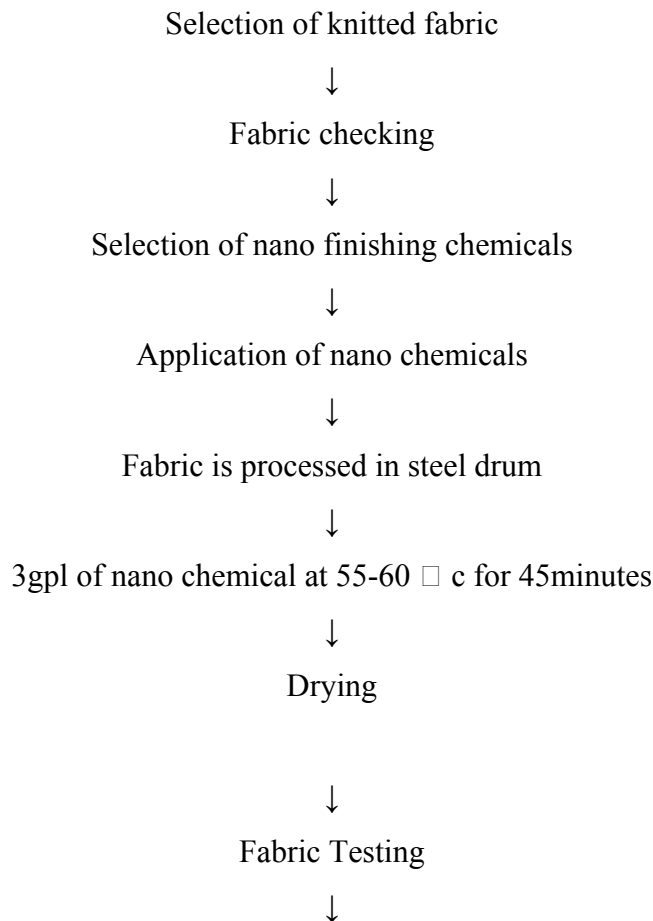 Selection of knitted fabric
↓
Fabric checking
↓
Selection of nano finishing chemicals
↓
Application of nano chemicals
↓
Fabric is processed in steel drum
↓
3gpl of nano chemical at 55-60 □ c for 45minutes
↓
Drying
↓
Fabric Testing
↓